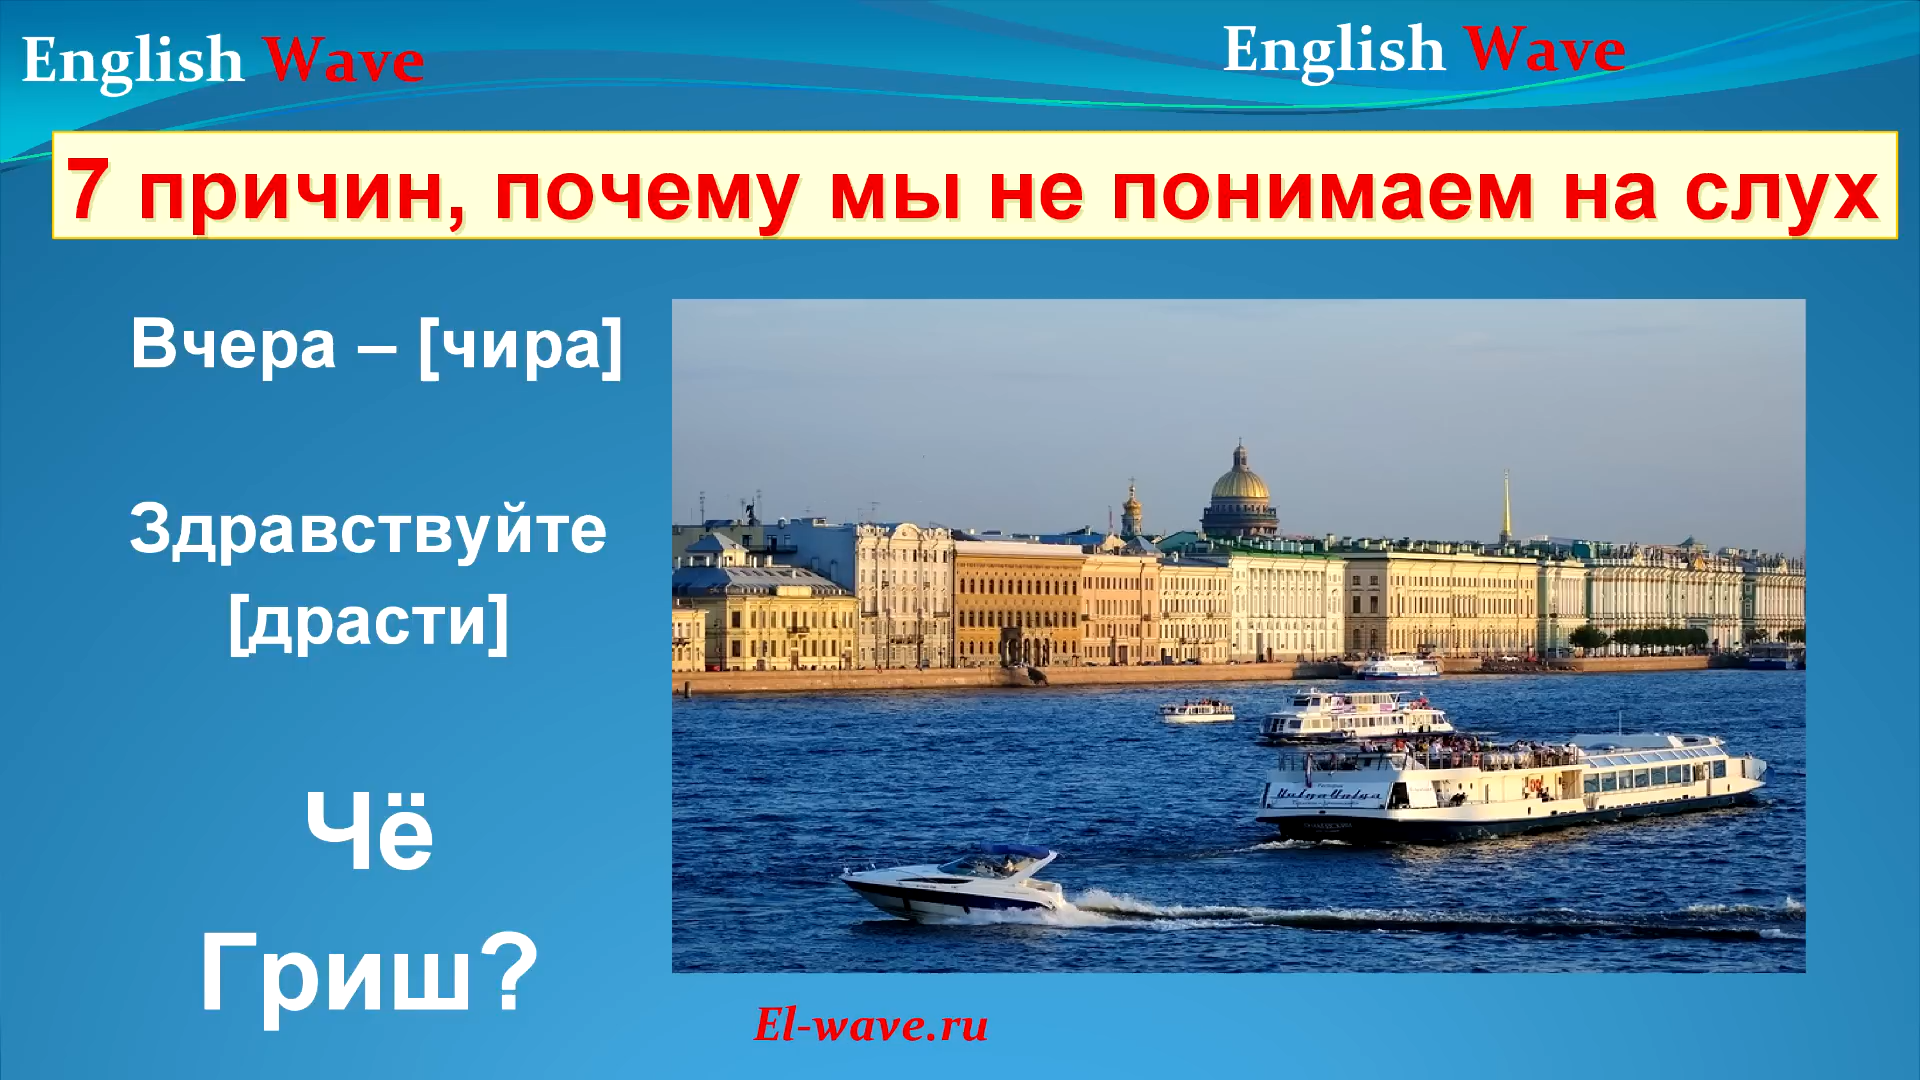 English Wave
English Wave
7 причин, почему мы не понимаем на слух
Вчера – [чира]
Здравствуйте
[драсти]
Чё
Гриш?
El-wave.ru